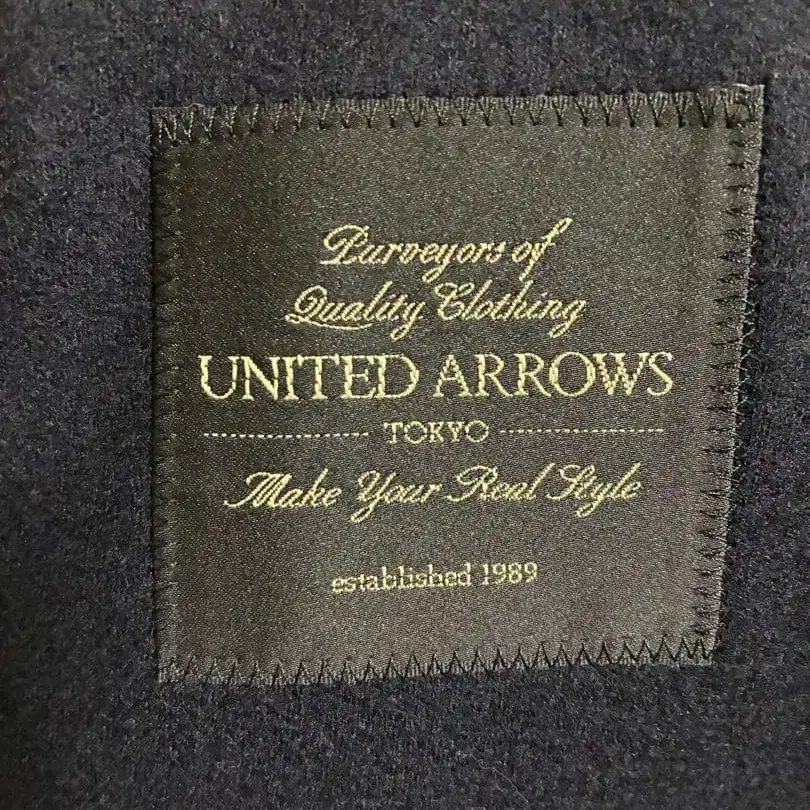 Purveyors of
Quality Clothing
UNITED ARROWS
TOKYO
Make Your Real Style
established 1989